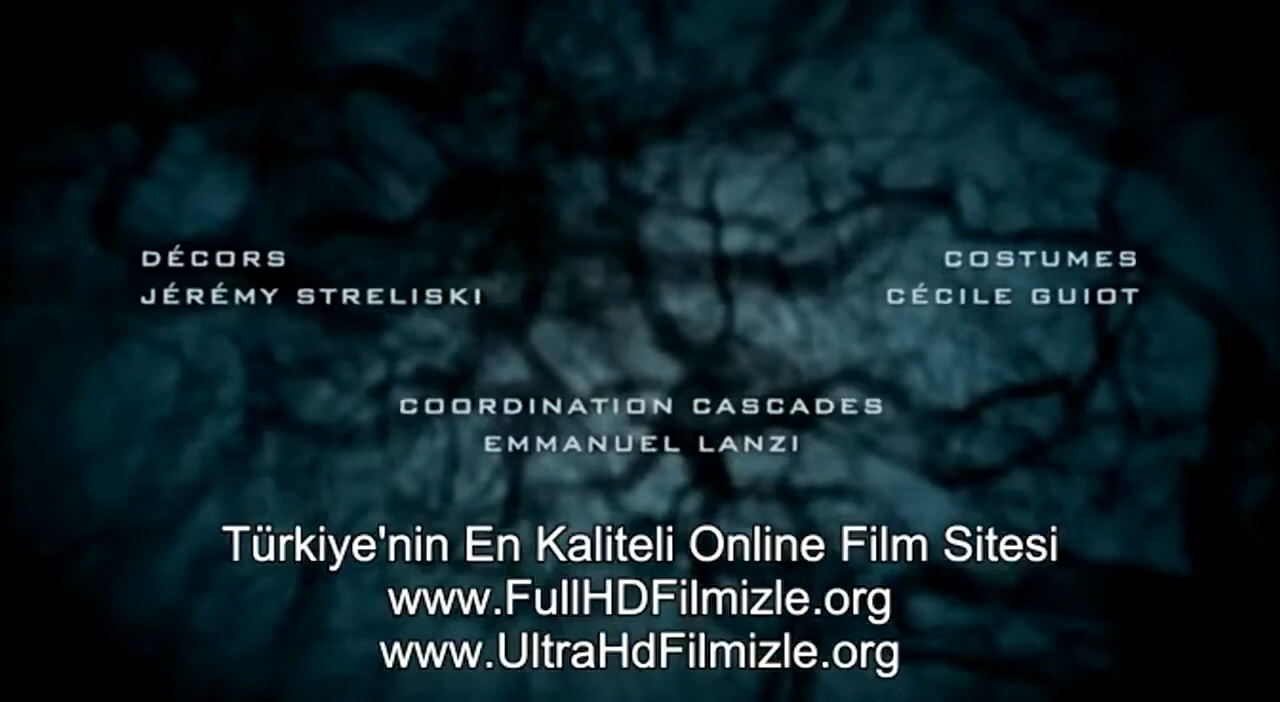 DÉCORS
JÉRÉMY STRELISKI
COSTUMES
CÉCILE GUIOT
COORDINATION CASCADES
EMMANUEL LANZI
Türkiye'nin En Kaliteli Online Film Sitesi
www.FullHDFilmizle.org
www.UltraHdFilmizle.org